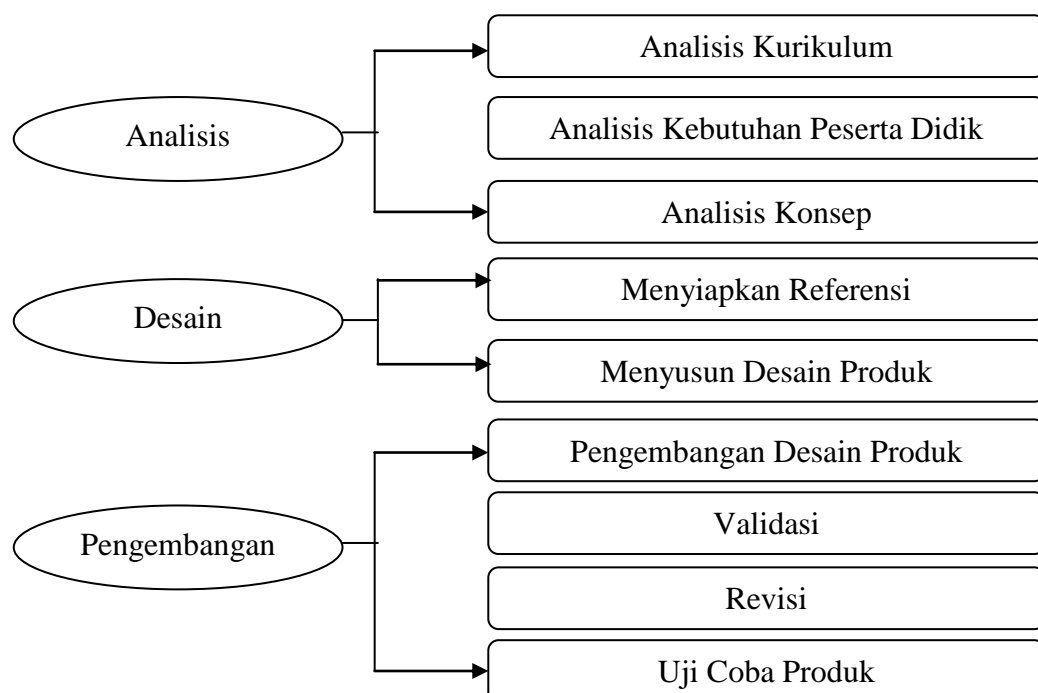 Analisis Kurikulum
Analisis
Analisis Kebutuhan Peserta Didik
Analisis Konsep
Menyiapkan Referensi
Desain
Menyusun Desain Produk
Pengembangan Desain Produk
Validasi
Pengembangan
Revisi
Uji Coba Produk